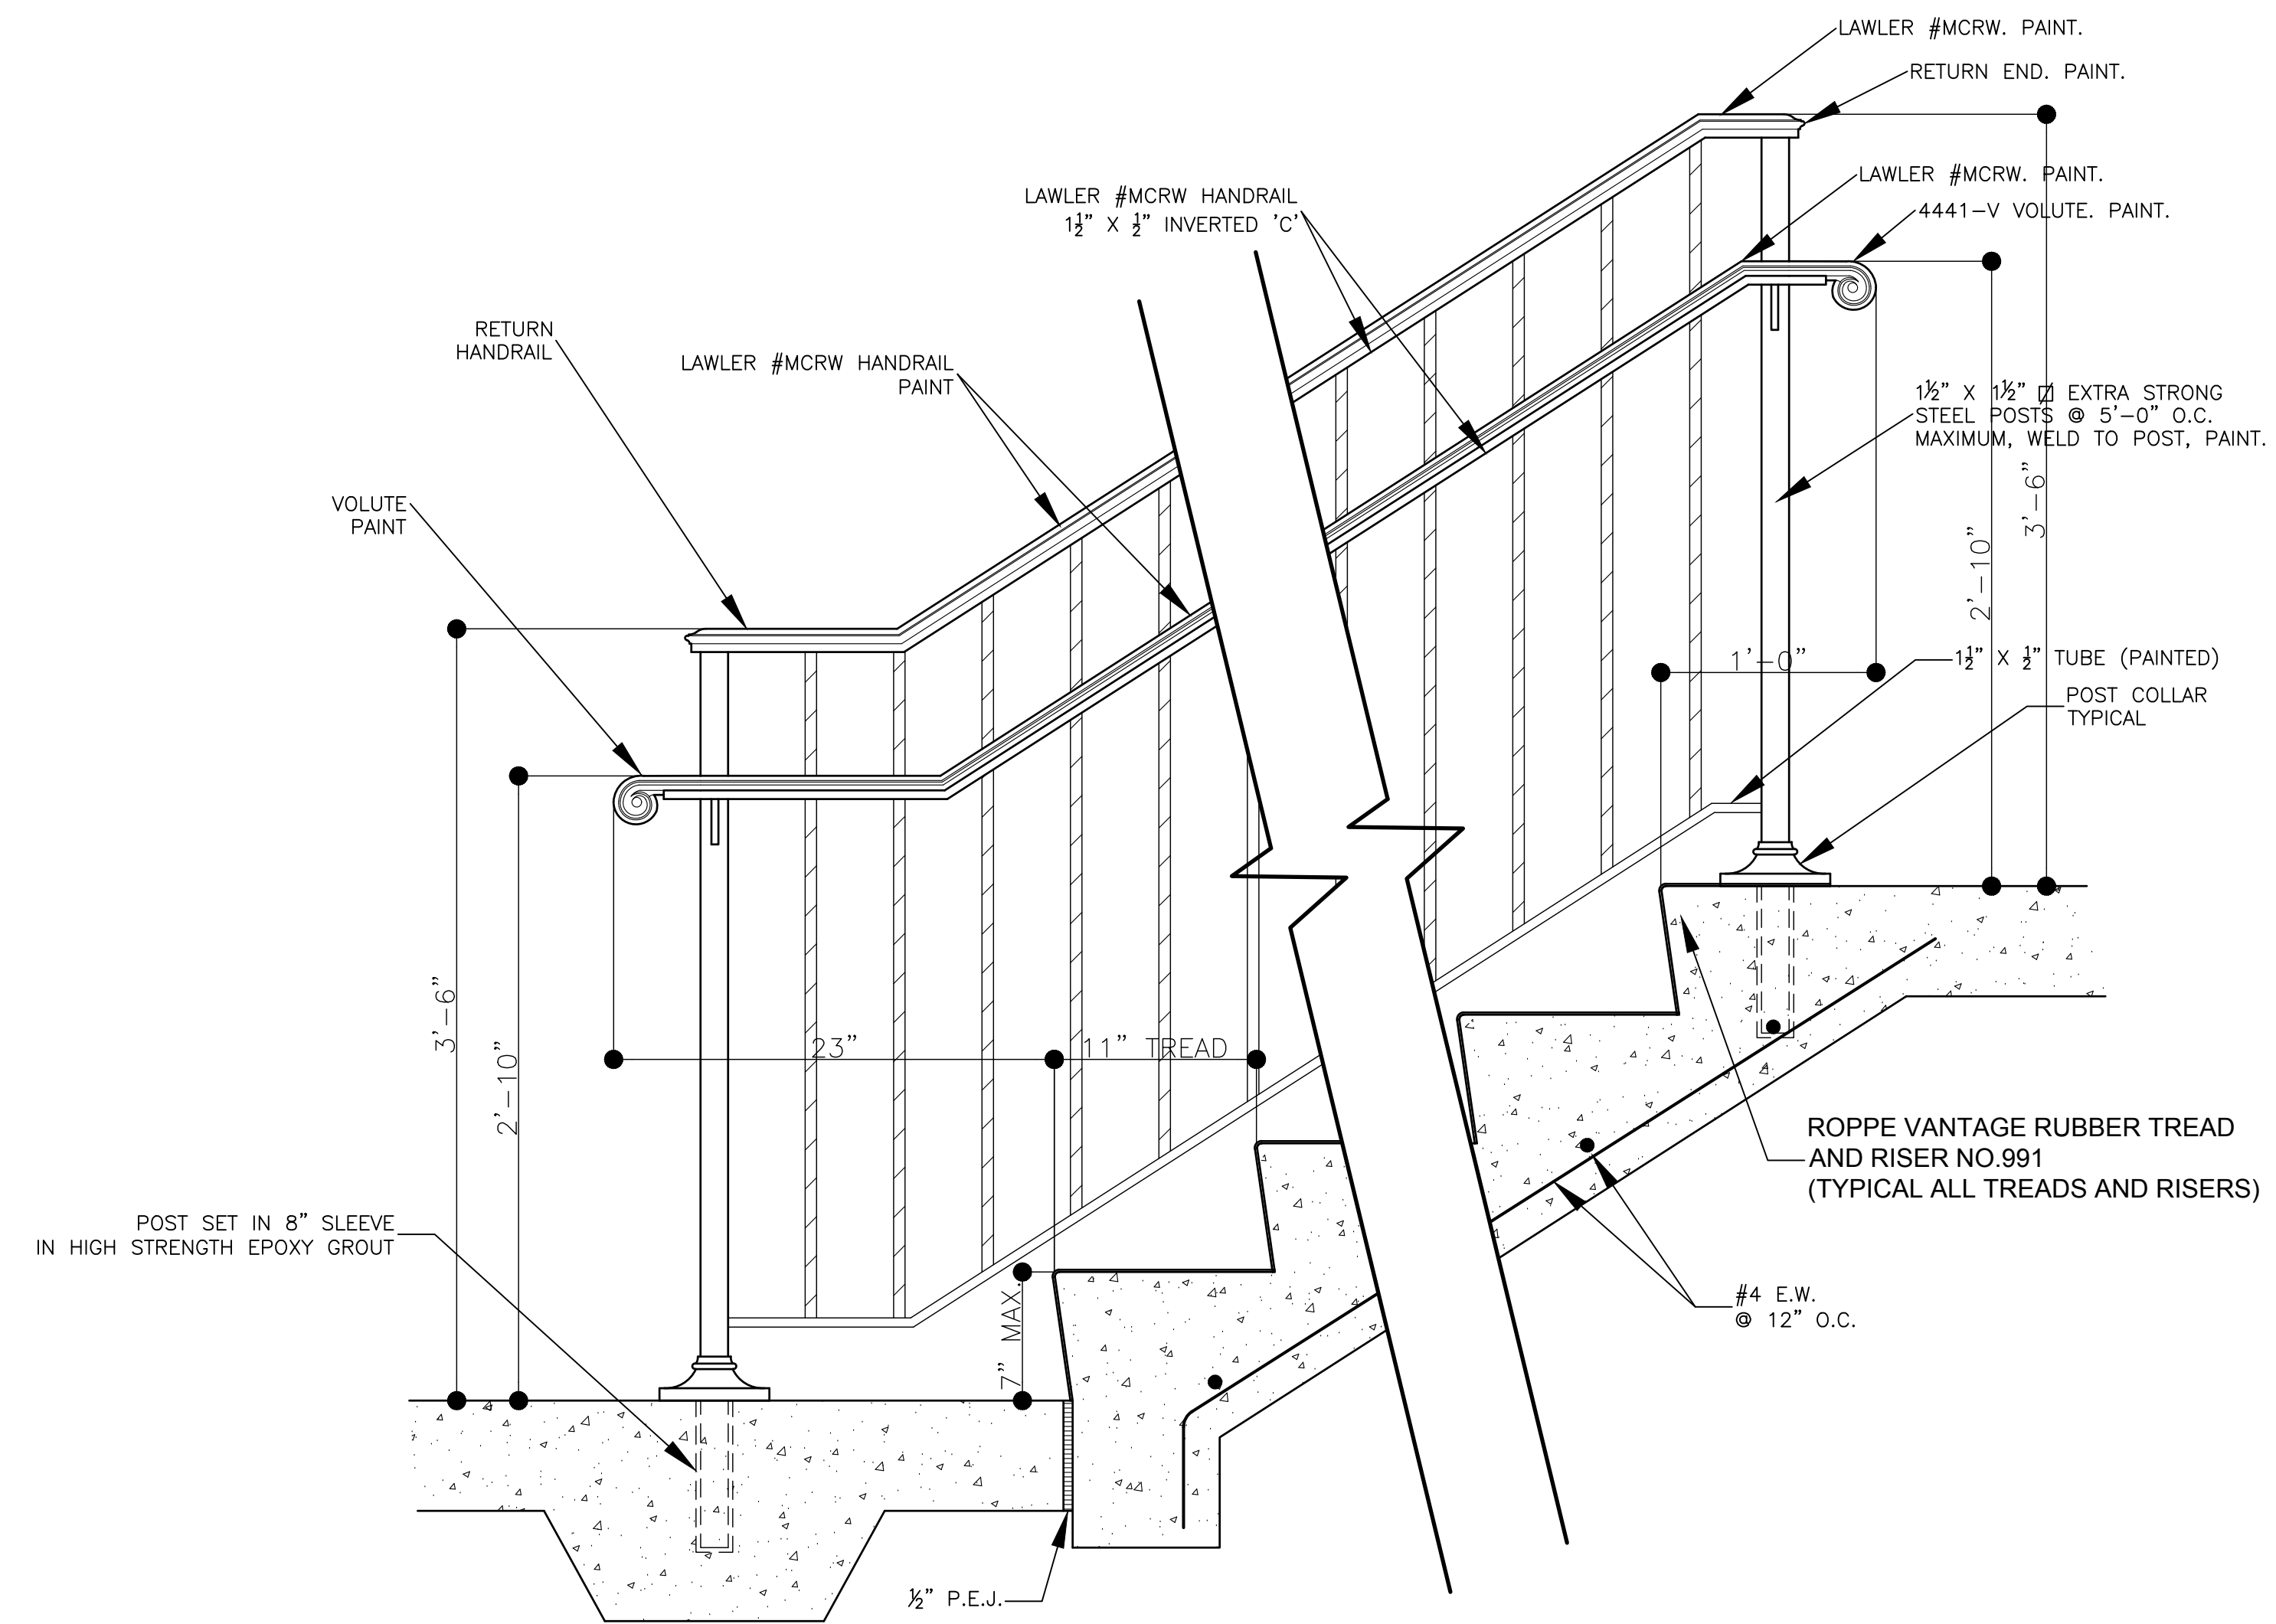 LAWLER #MCRW. PAINT.
RETURN END. PAINT.
LAWLER #MCRW. PAINT.
4441-V VOLUTE. PAINT.
LAWLER #MCRW HANDRAIL
1½" X ½" INVERTED 'C'
RETURN
HANDRAIL
LAWLER #MCRW HANDRAIL
PAINT
1½" X 1½" ⍁ EXTRA STRONG
STEEL POSTS @ 5'-0" O.C.
MAXIMUM, WELD TO POST, PAINT.
VOLUTE
PAINT
3'-6"
2'-10"
1'-0"
1½" X ½" TUBE (PAINTED)
POST COLLAR
TYPICAL
3'-6"
2'-10"
23"
11" TREAD
ROPPE VANTAGE RUBBER TREAD
AND RISER NO.991
(TYPICAL ALL TREADS AND RISERS)
POST SET IN 8" SLEEVE
IN HIGH STRENGTH EPOXY GROUT
7" MAX.
#4 E.W.
@ 12" O.C.
½" P.E.J.